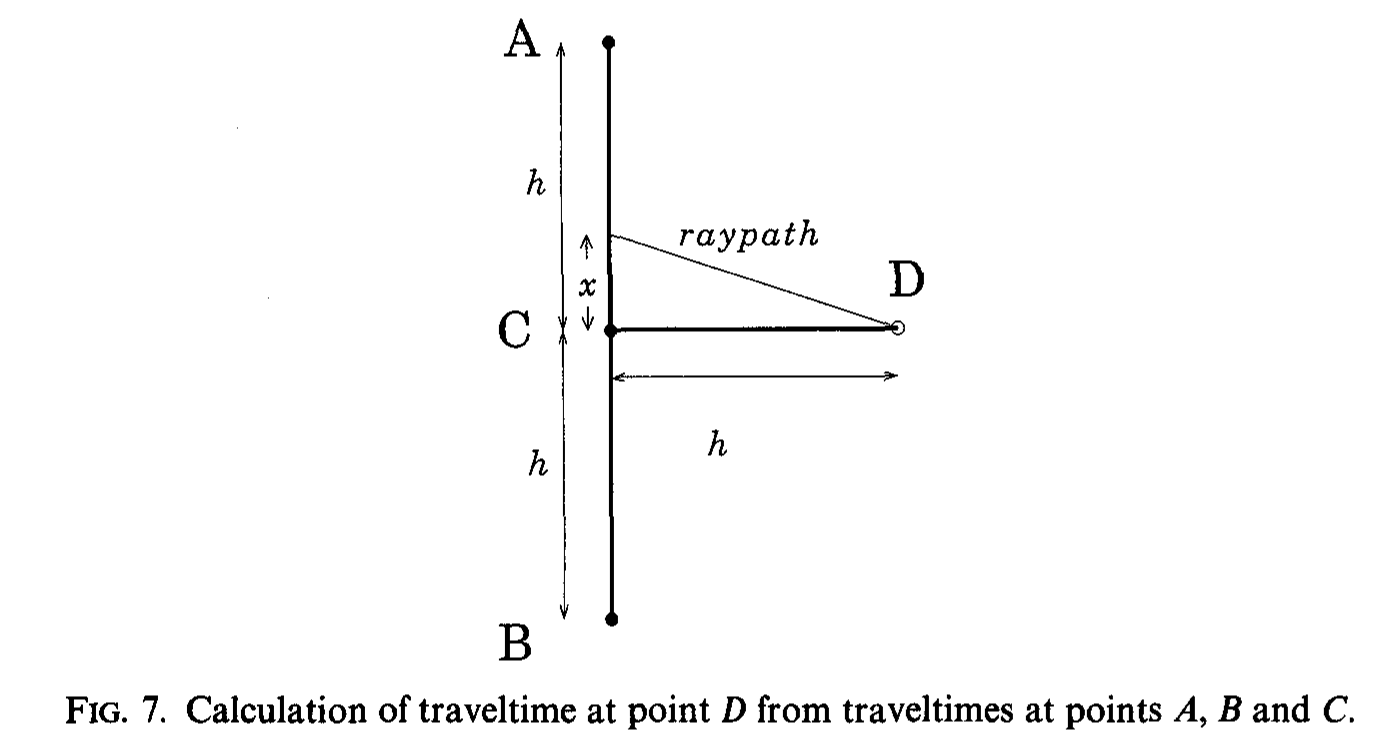 A
h
raypath
D
x
C
h
h
B
FIG. 7. Calculation of traveltime at point D from traveltimes at points A, B and C.